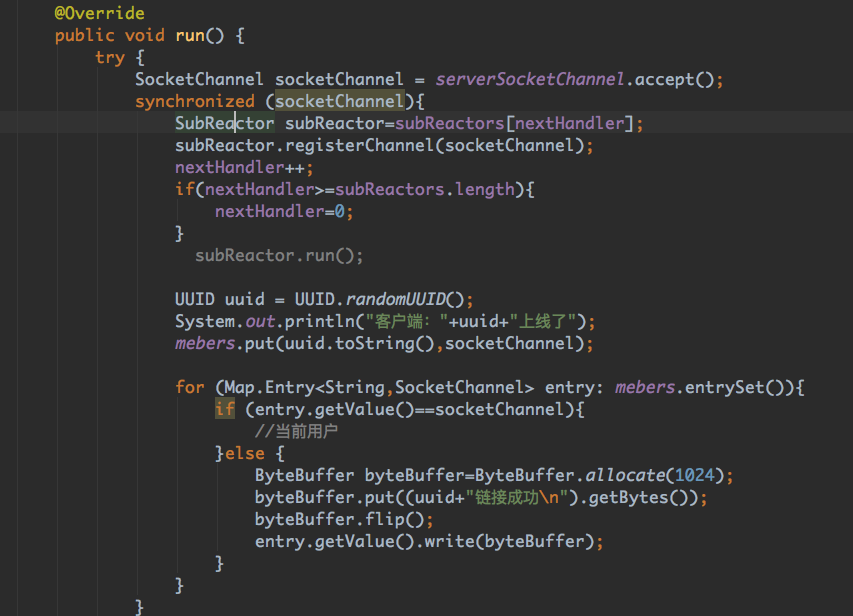 @Override
public void run() {
try {
SocketChannel socketChannel = serverSocketChannel.accept();
synchronized (socketChannel){
SubReactor subReactor=subReactors[nextHandler];
subReactor.registerChannel(socketChannel);
nextHandler++;
if(nextHandler>=subReactors.length){
nextHandler=0;
}
subReactor.run();
UUID uuid = UUID.randomUUID();
System.out.println("客户端："+uuid+"上线了");
mebers.put(uuid.toString(),socketChannel);
for (Map.Entry<String,SocketChannel> entry: mebers.entrySet()){
if (entry.getValue()==socketChannel){
//当前用户
}else {
ByteBuffer byteBuffer=ByteBuffer.allocate(1024);
byteBuffer.put((uuid+"链接成功\n").getBytes());
byteBuffer.flip();
entry.getValue().write(byteBuffer);
}
}
}